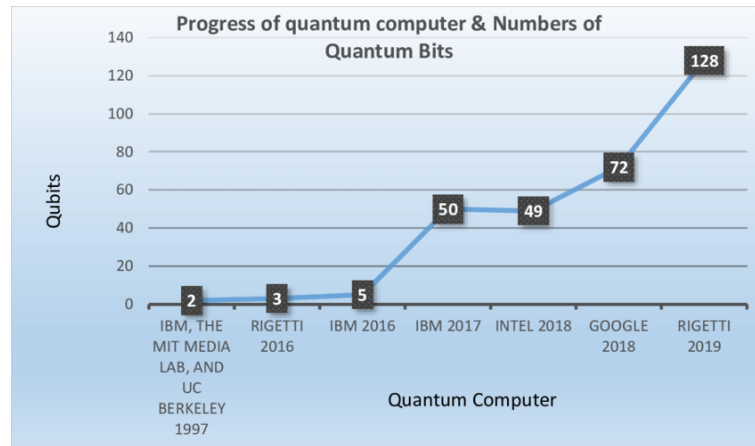 Progress of quantum computer & Numbers of
Quantum Bits
140
120
100
80
60
40
20
0
Qubits
2
3
5
50
49
72
128
IBM, THE
MIT MEDIA
LAB, AND
UC
BERKELEY
1997
RIGETTI
2016
IBM 2016
IBM 2017
INTEL 2018
GOOGLE
2018
RIGETTI
2019
Quantum Computer